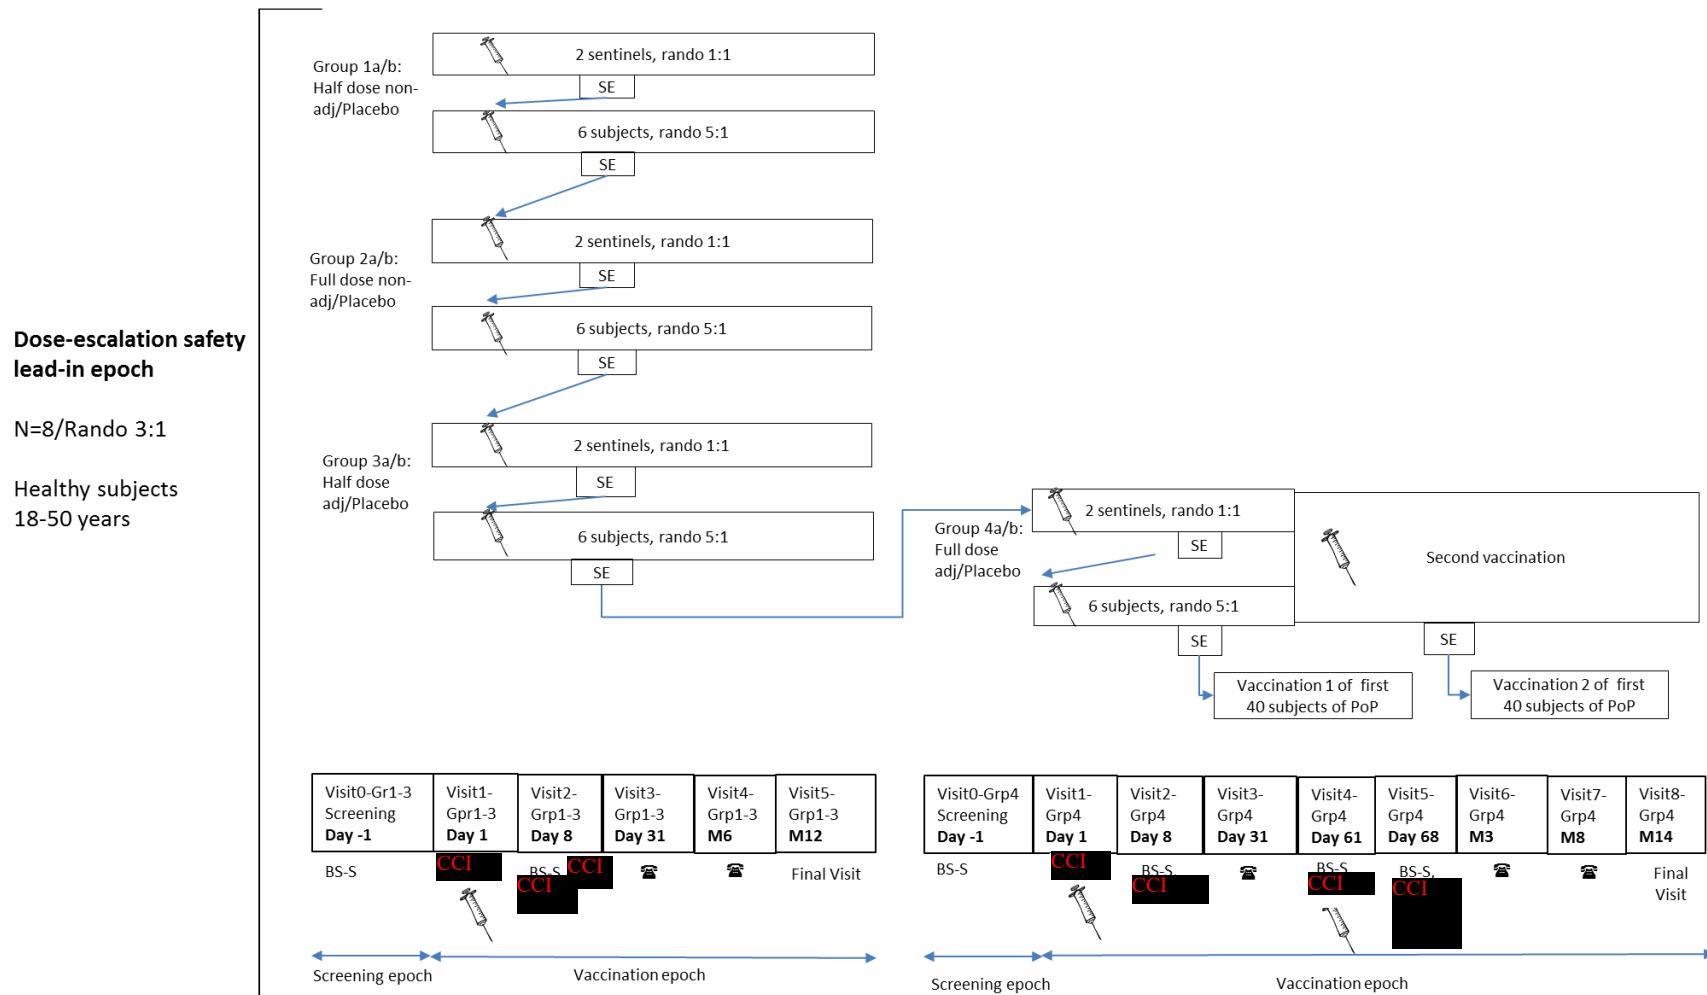 Dose-escalation safety
lead-in epoch
N=8/Rando 3:1
Healthy subjects
18-50 years
Group 1a/b:
Half dose non-
adj/Placebo
2 sentinels, rando 1:1
SE
6 subjects, rando 5:1
SE
Group 2a/b:
Full dose non-
adj/Placebo
2 sentinels, rando 1:1
SE
6 subjects, rando 5:1
SE
Group 3a/b:
Half dose
adj/Placebo
2 sentinels, rando 1:1
SE
6 subjects, rando 5:1
SE
Group 4a/b:
Full dose
adj/Placebo
2 sentinels, rando 1:1
SE
6 subjects, rando 5:1
SE
Second vaccination
SE
Vaccination 1 of first
40 subjects of PoP
Vaccination 2 of first
40 subjects of PoP
Visit0-Gr1-3
Screening
Day -1
Visit1-
Gpr1-3
Day 1
Visit2-
Grp1-3
Day 8
Visit3-
Grp1-3
Day 31
Visit4-
Grp1-3
M6
Visit5-
Grp1-3
M12
BS-S
CCI
BS-S
CCI
CCI
Final Visit
Screening epoch
Vaccination epoch
Visit0-Grp4
Screening
Day -1
Visit1-
Grp4
Day 1
Visit2-
Grp4
Day 8
Visit3-
Grp4
Day 31
Visit4-
Grp4
Day 61
Visit5-
Grp4
Day 68
Visit6-
Grp4
M3
Visit7-
Grp4
M8
Visit8-
Grp4
M14
BS-S
CCI
BS-S,
CCI
BS-S
CCI
BS-S,
CCI
Final
Visit
Screening epoch
Vaccination epoch